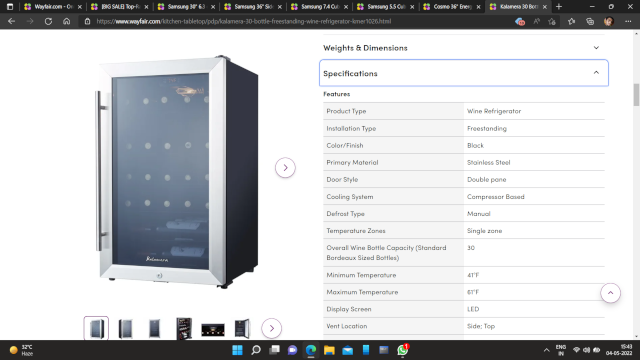 Wayfair.com - O
[BIG SALE] Top-R
Samsung 30" 6.3
Samsung 36" Sid
Samsung 7.4 Cu
Samsung 5.5 Cub
Cosmo 36" Energ
Kalamera 30 Bott
https://www.wayfair.com/kitchen-tabletop/pdp/kalamera-30-bottle-freestanding-wine-refrigerator-kmer1026.html
Weights & Dimensions
Specifications
Features
Product Type Wine Refrigerator
Installation Type Freestanding
Color/Finish Black
Primary Material Stainless Steel
Door Style Double pane
Cooling System Compressor Based
Defrost Type Manual
Temperature Zones Single zone
Overall Wine Bottle Capacity (Standard Bordeaux Sized Bottles) 30
Minimum Temperature 41°F
Maximum Temperature 61°F
Display Screen LED
Vent Location Side; Top
Kalamera
32°C
Haze
ENG
IN
15:43
04-05-2022